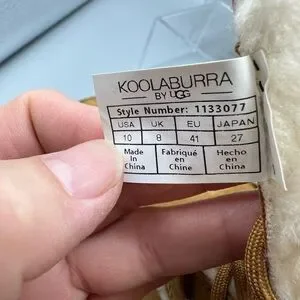 KOOLABURRA
BY UGG
Style Number: 1133077
USA UK EU JAPAN
10 8 41 27
Made in Fabriqué en Hecho en
China Chine China